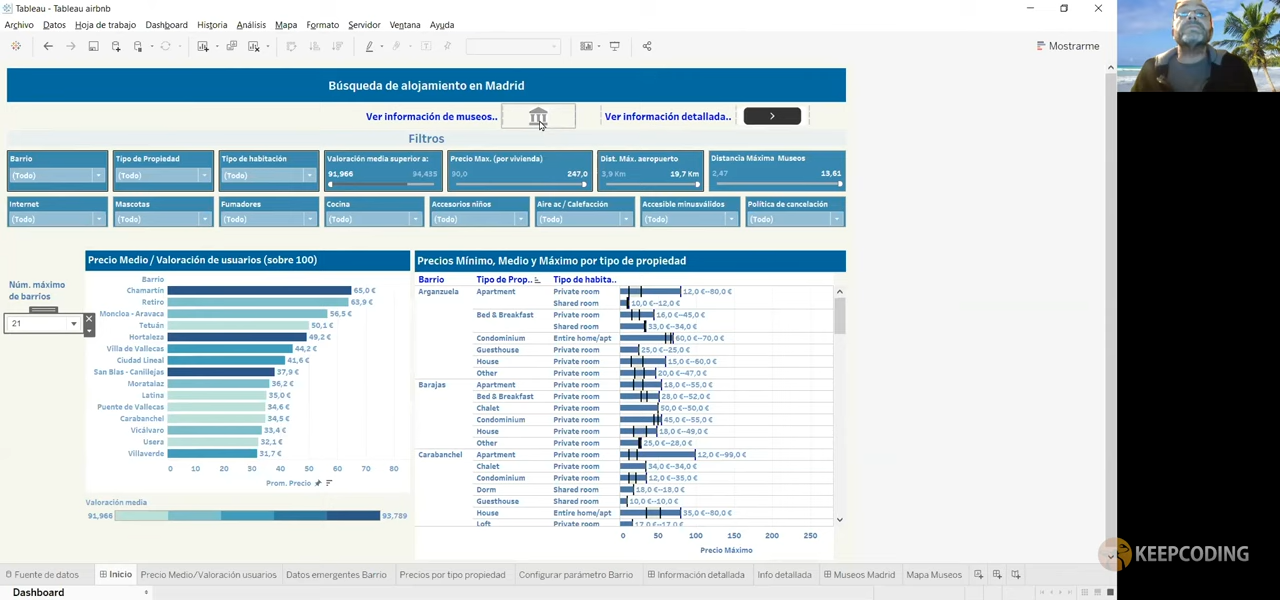 Tableau - Tableau airbnb
Archivo Datos Hoja de trabajo Dashboard Historia Análisis Mapa Formato Servidor Ventana Ayuda
Mostrarme
Búsqueda de alojamiento en Madrid
Ver información de museos.. Ver información detallada..
Filtros
Barrio Tipo de Propiedad Tipo de habitación Valoración media superior a: Precio Max. (por vivienda) Dist. Máx. aeropuerto Distancia Máxima Museos
(Todo) (Todo) (Todo) 91,966 94,435 90,0 247,0 3,9 Km 19,7 Km 2,47 13,61
Internet Mascotas Fumadores Cocina Accesorios niños Aire ac / Calefacción Accesible minusválidos Política de cancelación
(Todo) (Todo) (Todo) (Todo) (Todo) (Todo) (Todo) (Todo)
Núm. máximo
de barrios
21
Precio Medio / Valoración de usuarios (sobre 100)
Barrio
Chamartín 65,0 €
Retiro 63,9 €
Moncloa - Aravaca 56,5 €
Tetuán 50,1 €
Hortaleza 49,2 €
Villa de Vallecas 44,2 €
Ciudad Lineal 41,6 €
San Blas - Canillejas 37,9 €
Moratalaz 36,2 €
Latina 35,0 €
Puente de Vallecas 34,6 €
Carabanchel 34,5 €
Vicálvaro 33,4 €
Usera 32,1 €
Villaverde 31,7 €
0 10 20 30 40 50 60 70 80
Prom. Precio
Valoración media
91,966 93,789
Precios Mínimo, Medio y Máximo por tipo de propiedad
Barrio Tipo de Prop.. Tipo de habita..
Arganzuela Apartment Private room 12,0 €--80,0 €
Shared room 10,0 €--12,0 €
Bed & Breakfast Private room 16,0 €--45,0 €
Shared room 33,0 €--34,0 €
Condominium Entire home/apt 60,0 €--70,0 €
Guesthouse Private room 25,0 €--25,0 €
House Private room 15,0 €--60,0 €
Other Private room 20,0 €--47,0 €
Barajas Apartment Private room 18,0 €--55,0 €
Bed & Breakfast Private room 28,0 €--52,0 €
Chalet Private room 50,0 €--50,0 €
Condominium Private room 45,0 €--55,0 €
House Private room 18,0 €--49,0 €
Other Private room 25,0 €--28,0 €
Carabanchel Apartment Private room 12,0 €--99,0 €
Chalet Private room 34,0 €--34,0 €
Condominium Private room 12,0 €--35,0 €
Dorm Shared room 18,0 €--18,0 €
Guesthouse Shared room 10,0 €--10,0 €
House Entire home/apt 35,0 €--80,0 €
Loft Private room 17,0 €--17,0 €
0 50 100 150 200 250
Precio Máximo
KEEPCODING
Fuente de datos Inicio Precio Medio/Valoración usuarios Datos emergentes Barrio Precios por tipo propiedad Configurar parámetro Barrio Información detallada Info detallada Museos Madrid Mapa Museos
Dashboard